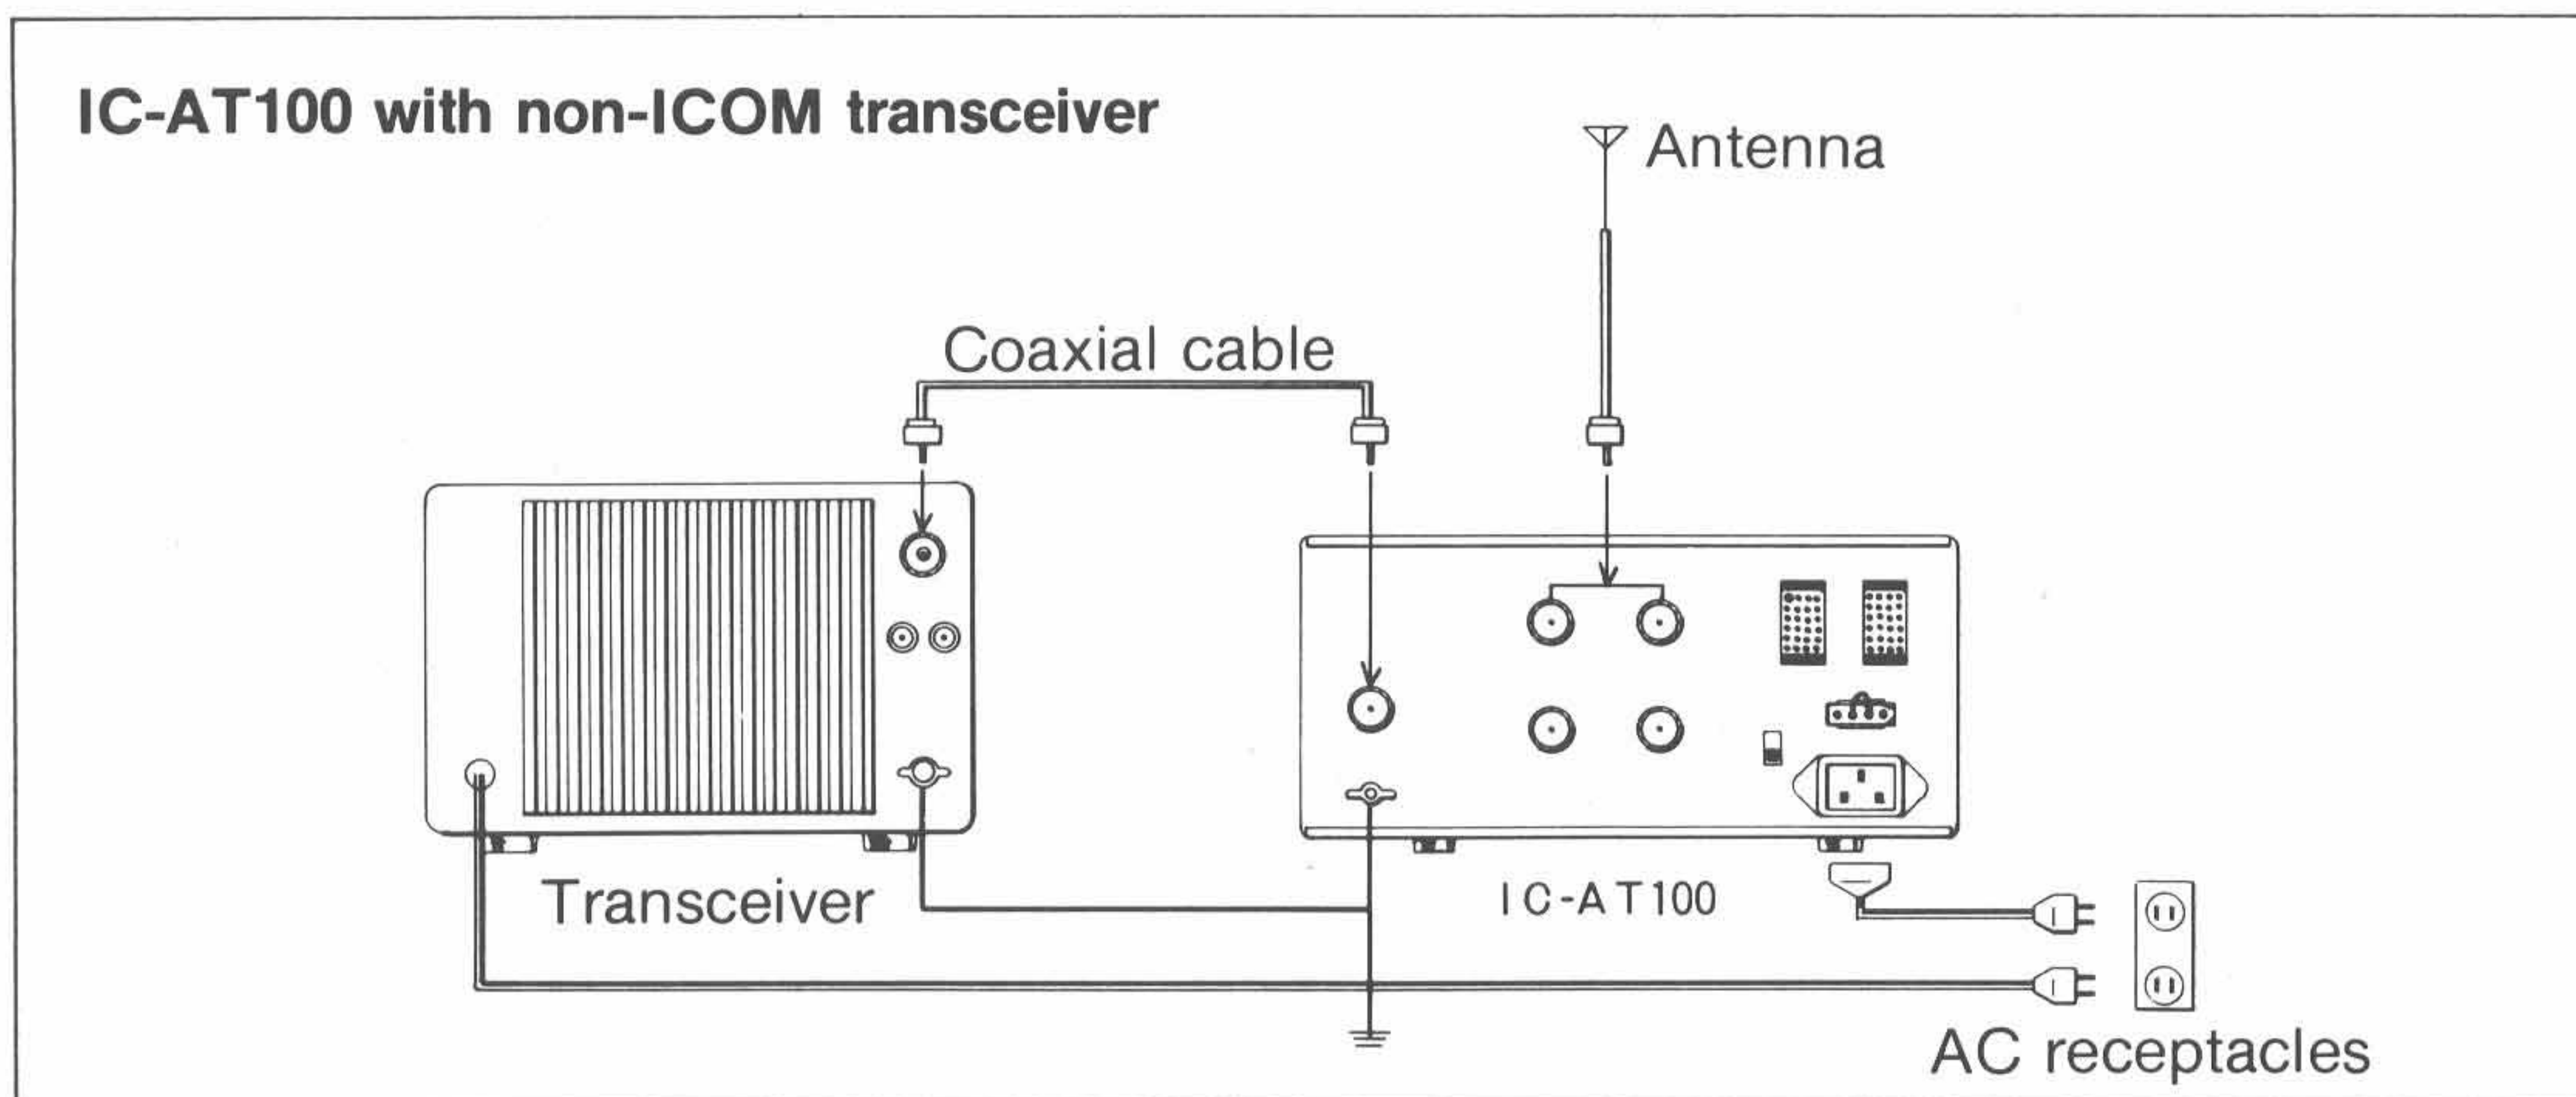 IC-AT100 with non-ICOM transceiver
Antenna
Coaxial cable
Transceiver
IC-AT100
AC receptacles